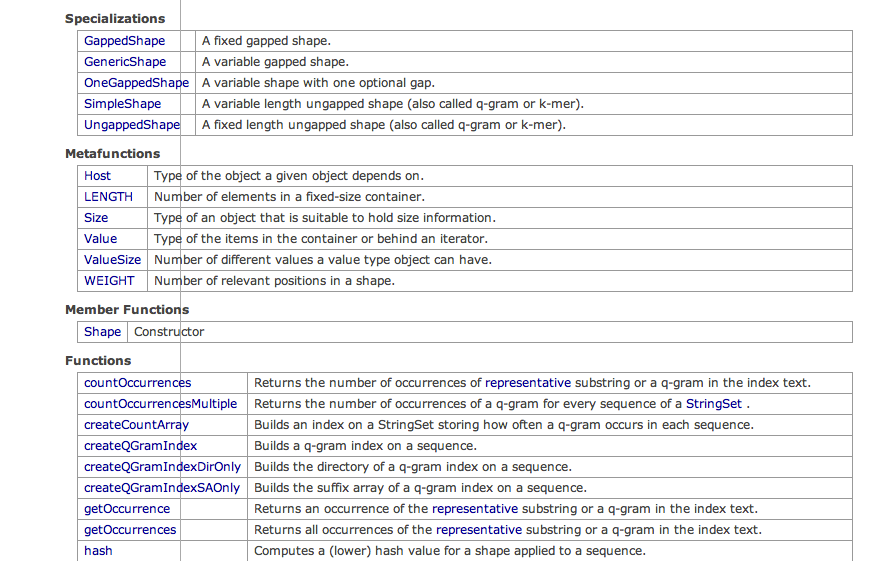 Specializations
GappedShape A fixed gapped shape.
GenericShape A variable gapped shape.
OneGappedShape A variable shape with one optional gap.
SimpleShape A variable length ungapped shape (also called q-gram or k-mer).
UngappedShape A fixed length ungapped shape (also called q-gram or k-mer).
Metafunctions
Host Type of the object a given object depends on.
LENGTH Number of elements in a fixed-size container.
Size Type of an object that is suitable to hold size information.
Value Type of the items in the container or behind an iterator.
ValueSize Number of different values a value type object can have.
WEIGHT Number of relevant positions in a shape.
Member Functions
Shape Constructor
Functions
countOccurrences Returns the number of occurrences of representative substring or a q-gram in the index text.
countOccurrencesMultiple Returns the number of occurrences of a q-gram for every sequence of a StringSet .
createCountArray Builds an index on a StringSet storing how often a q-gram occurs in each sequence.
createQGramIndex Builds a q-gram index on a sequence.
createQGramIndexDirOnly Builds the directory of a q-gram index on a sequence.
createQGramIndexSAOnly Builds the suffix array of a q-gram index on a sequence.
getOccurrence Returns an occurrence of the representative substring or a q-gram in the index text.
getOccurrences Returns all occurrences of the representative substring or a q-gram in the index text.
hash Computes a (lower) hash value for a shape applied to a sequence.